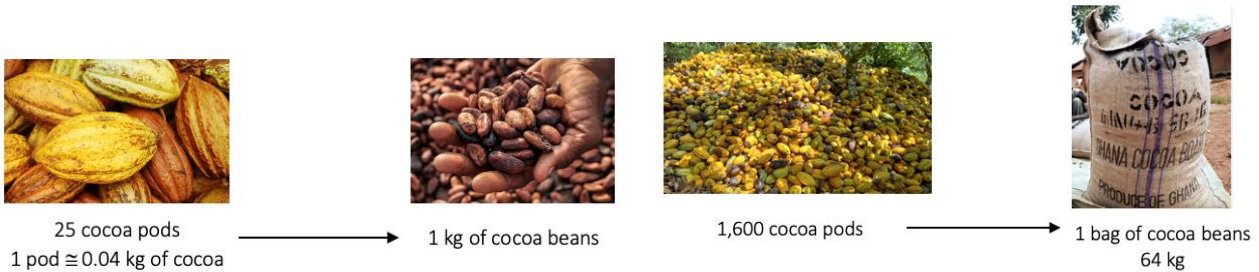 25 cocoa pods
1 pod ≅ 0.04 kg of cocoa
1 kg of cocoa beans
1,600 cocoa pods
COCOA
GHANA COCOA BOA
PRODUCE OF GHANA
1 bag of cocoa beans
64 kg